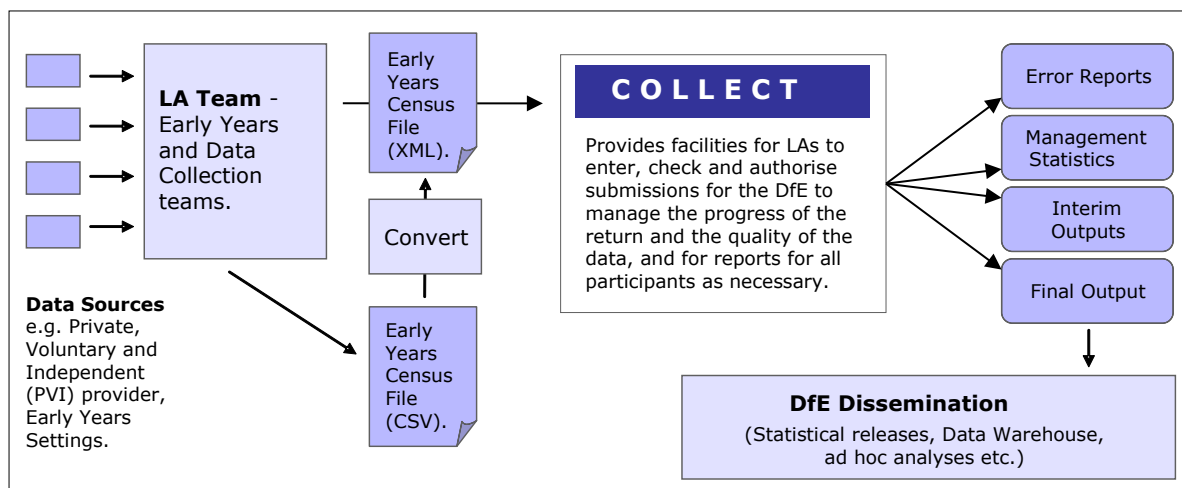 LA Team -
Early Years
and Data
Collection
teams.
Data Sources
e.g. Private,
Voluntary and
Independent
(PVI) provider,
Early Years
Settings.
Early
Years
Census
File
(XML).
Convert
Early
Years
Census
File
(CSV).
COLLECT
Provides facilities for LAs to
enter, check and authorise
submissions for the DfE to
manage the progress of the
return and the quality of the
data, and for reports for all
participants as necessary.
Error Reports
Management
Statistics
Interim
Outputs
Final Output
DfE Dissemination
(Statistical releases, Data Warehouse,
ad hoc analyses etc.)